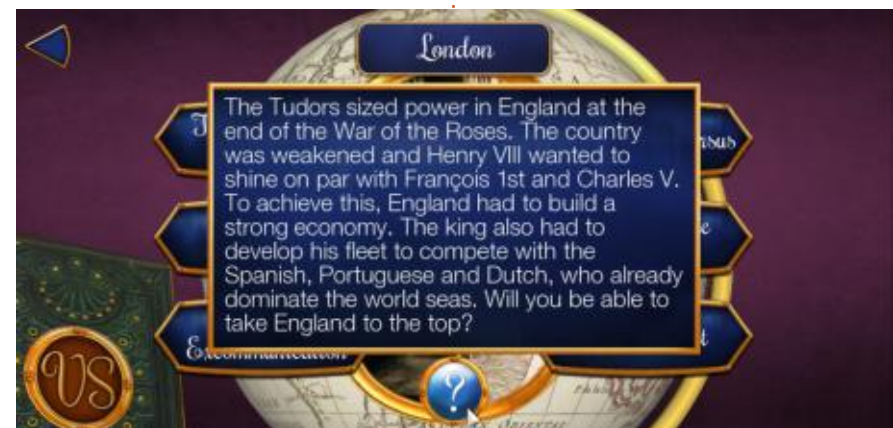 London
The Tudors sized power in England at the
end of the War of the Roses. The country
was weakened and Henry VIII wanted to
shine on par with François 1st and Charles V.
To achieve this, England had to build a
strong economy. The king also had to
develop his fleet to compete with the
Spanish, Portuguese and Dutch, who already
dominate the world seas. Will you be able to
take England to the top?
Excommunication
VS
?